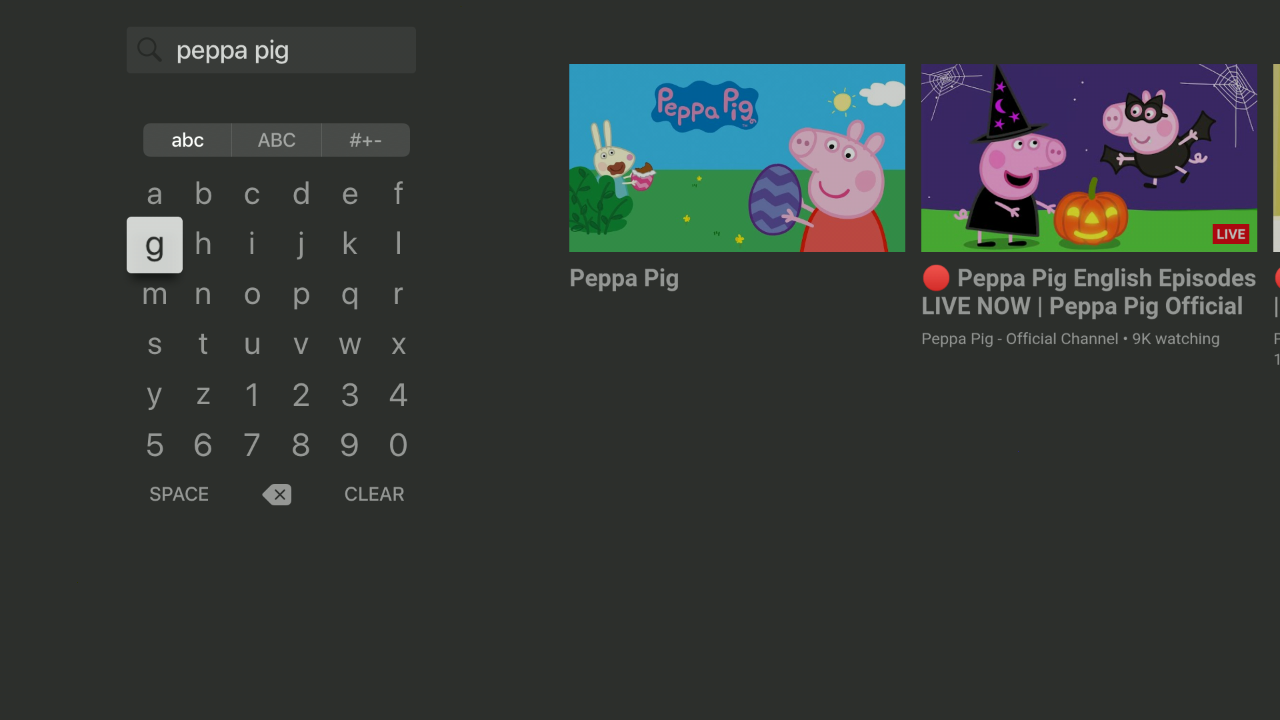 peppa pig
abc ABC #+-
a b c d e f
g h i j k l
m n o p q r
s t u v w x
y z 1 2 3 4
5 6 7 8 9 0
SPACE CLEAR
Peppa Pig
Peppa Pig
LIVE
🔴 Peppa Pig English Episodes
LIVE NOW | Peppa Pig Official
Peppa Pig - Official Channel • 9K watching